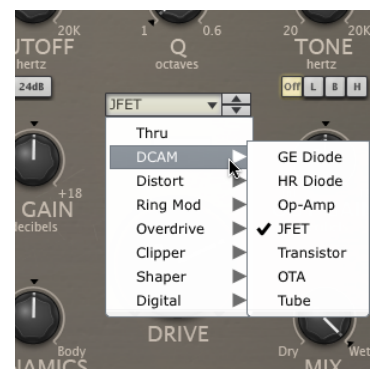 20K
1 0.6
20 20K
UTOFF
Q
TONE
hertz
octaves
hertz
24dB
Off L B H
JFET
Thru
DCAM
Distort
Ring Mod
Overdrive
Clipper
Shaper
Digital
GE Diode
HR Diode
Op-Amp
JFET
Transistor
OTA
Tube
+18
GAIN
decibels
DRIVE
Body
NAMICS
Dry Wet
MIX